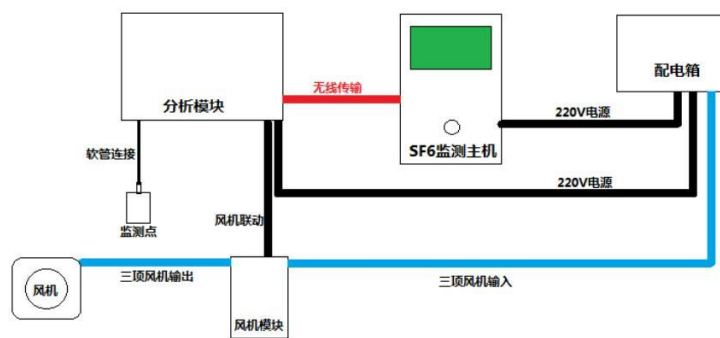 分析模块
无线传输
SF6监测主机
配电箱
220V电源
220V电源
软管连接
监测点
风机联动
三项风机输出
三项风机输入
风机
风机模块